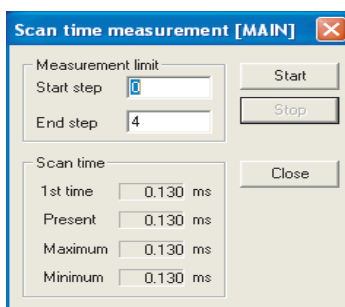 Scan time measurement [MAIN]
Measurement limit
Start step 0
End step 4
Start
Stop
Scan time
1st time 0.130 ms
Present 0.130 ms
Maximum 0.130 ms
Minimum 0.130 ms
Close